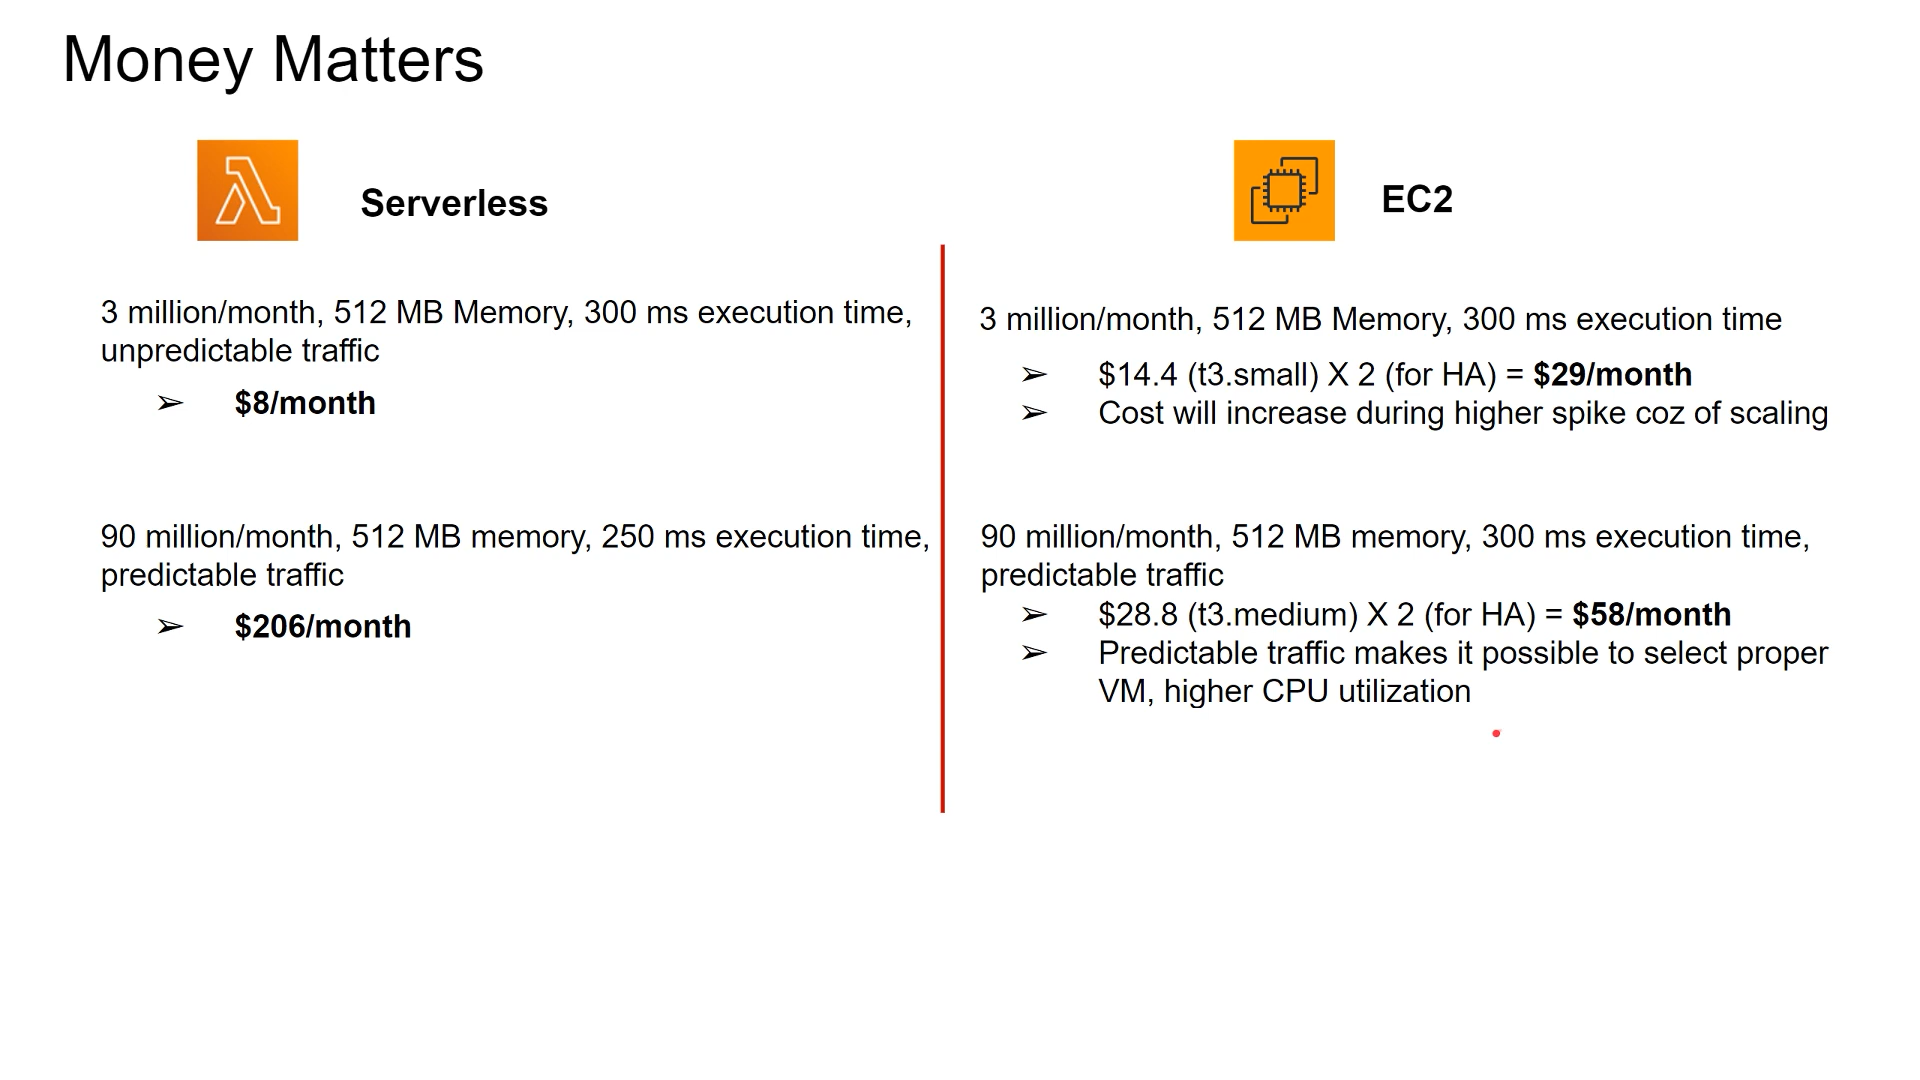 Money Matters
Serverless
3 million/month, 512 MB Memory, 300 ms execution time,
unpredictable traffic
➢ $8/month
90 million/month, 512 MB memory, 250 ms execution time,
predictable traffic
➢ $206/month
EC2
3 million/month, 512 MB Memory, 300 ms execution time
➢ $14.4 (t3.small) X 2 (for HA) = $29/month
➢ Cost will increase during higher spike coz of scaling
90 million/month, 512 MB memory, 300 ms execution time,
predictable traffic
➢ $28.8 (t3.medium) X 2 (for HA) = $58/month
➢ Predictable traffic makes it possible to select proper
VM, higher CPU utilization